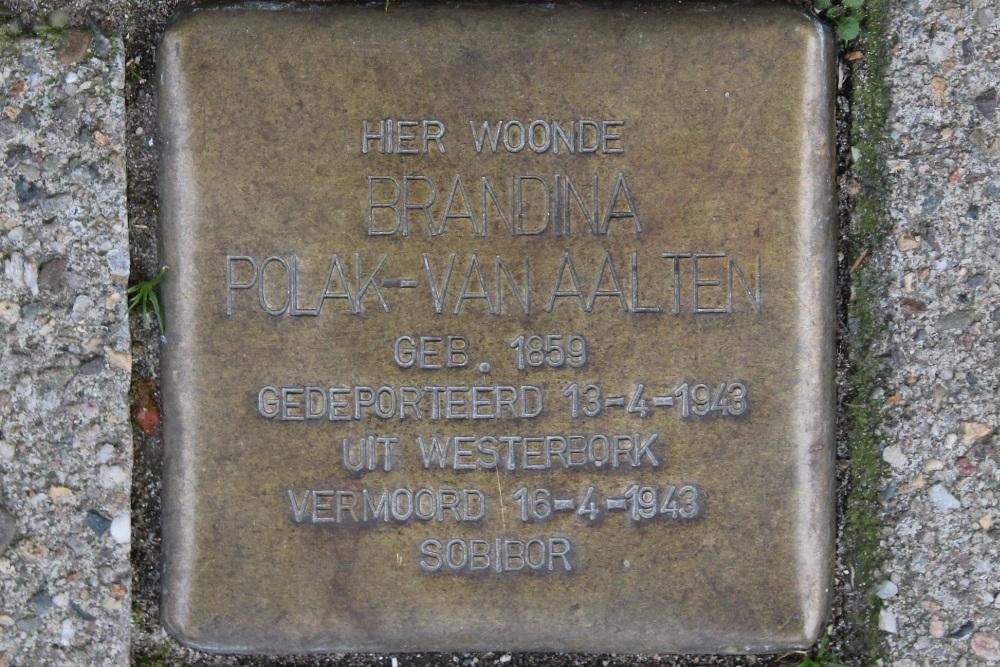 HIER WOONDE
BRANDINA
POLAK-VAN AALTEN
GEB. 1859
GEDEPORTEERD 13-4-1943
UIT WESTERBORK
VERMOORD 16-4-1943
SOBIBOR